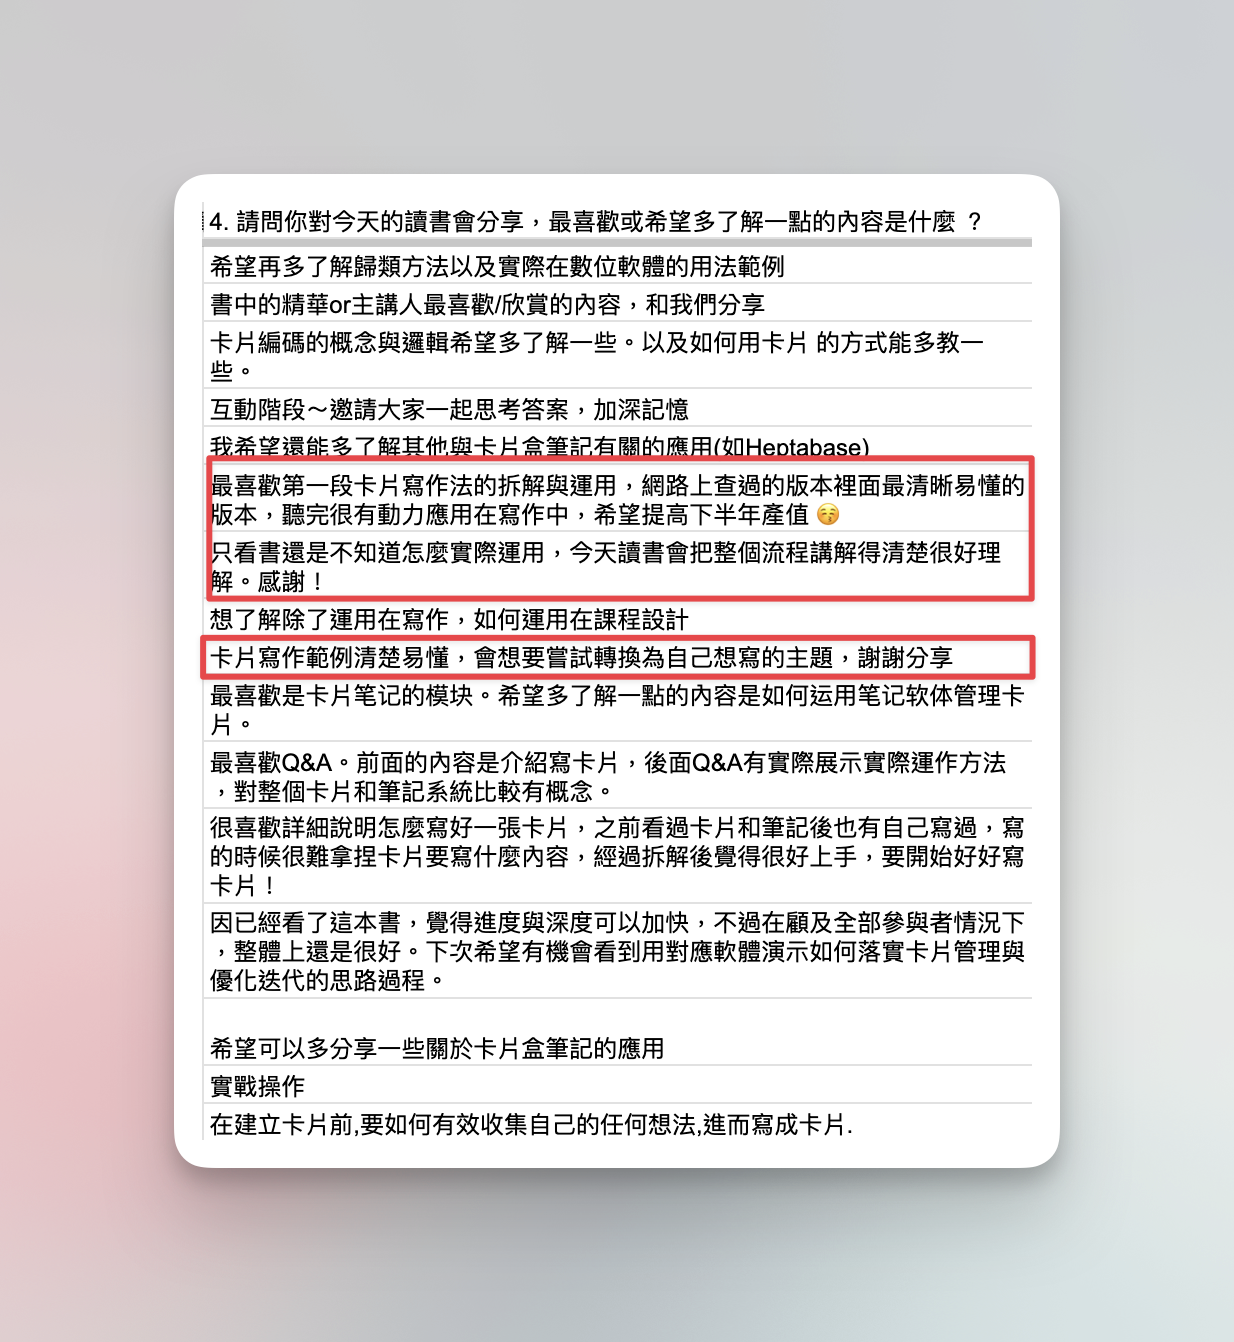 4. 請問你對今天的讀書會分享，最喜歡或希望多了解一點的內容是什麼 ？
希望再多了解歸類方法以及實際在數位軟體的用法範例
書中的精華or主講人最喜歡/欣賞的內容，和我們分享
卡片編碼的概念與邏輯希望多了解一些。以及如何用卡片 的方式能多教一
些。
互動階段～邀請大家一起思考答案，加深記憶
我希望還能多了解其他與卡片盒筆記有關的應用(如Heptabase)
最喜歡第一段卡片寫作法的拆解與運用，網路上查過的版本裡面最清晰易懂的
版本，聽完很有動力應用在寫作中，希望提高下半年產值 😚
只看書還是不知道怎麼實際運用，今天讀書會把整個流程講解得清楚很好理
解。感謝！
想了解除了運用在寫作，如何運用在課程設計
卡片寫作範例清楚易懂，會想要嘗試轉換為自己想寫的主題，謝謝分享
最喜歡是卡片笔记的模块。希望多了解一點的內容是如何运用笔记软体管理卡
片。
最喜歡Q&A。前面的內容是介紹寫卡片，後面Q&A有實際展示實際運作方法
，對整個卡片和筆記系統比較有概念。
很喜歡詳細說明怎麼寫好一張卡片，之前看過卡片和筆記後也有自己寫過，寫
的時候很難拿捏卡片要寫什麼內容，經過拆解後覺得很好上手，要開始好好寫
卡片！
因已經看了這本書，覺得進度與深度可以加快，不過在顧及全部參與者情況下
，整體上還是很好。下次希望有機會看到用對應軟體演示如何落實卡片管理與
優化迭代的思路過程。
希望可以多分享一些關於卡片盒筆記的應用
實戰操作
在建立卡片前,要如何有效收集自己的任何想法,進而寫成卡片.